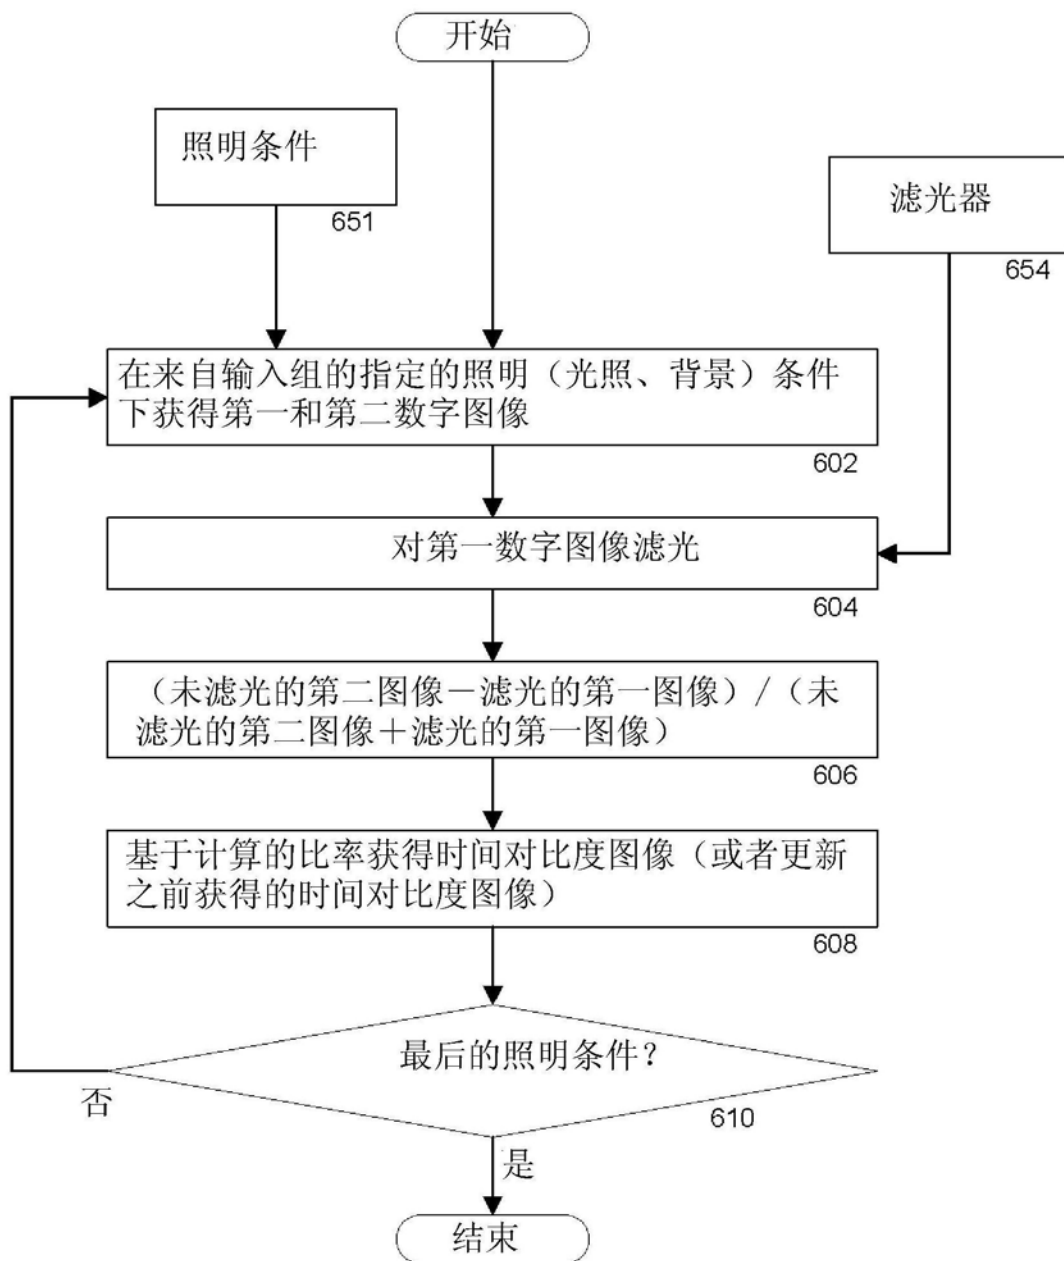 开始
照明条件
651
滤光器
654
在来自输入组的指定的照明（光照、背景）条件
下获得第一和第二数字图像
602
对第一数字图像滤光
604
（未滤光的第二图像－滤光的第一图像）/（未
滤光的第二图像＋滤光的第一图像）
606
基于计算的比率获得时间对比度图像（或者更新
之前获得的时间对比度图像）
608
最后的照明条件？
否
610
是
结束